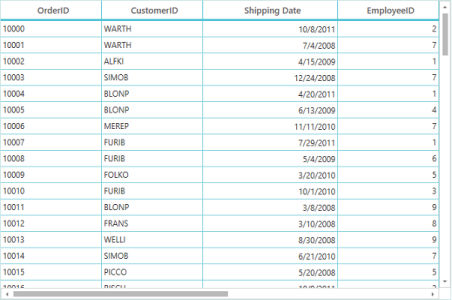 OrderID CustomerID Shipping Date EmployeeID
10000 WARTH 10/8/2011 2
10001 WARTH 7/4/2008 7
10002 ALFKI 4/15/2009 1
10003 SIMOB 12/24/2008 7
10004 BLONP 4/20/2011 1
10005 BLONP 6/13/2009 4
10006 MEREP 11/11/2010 7
10007 FURIB 7/29/2011 1
10008 FURIB 5/4/2009 6
10009 FOLKO 3/20/2010 5
10010 FURIB 10/1/2010 3
10011 BLONP 3/8/2008 9
10012 FRANS 3/10/2008 8
10013 WELLI 8/30/2008 9
10014 SIMOB 6/21/2010 7
10015 PICCO 5/20/2008 5